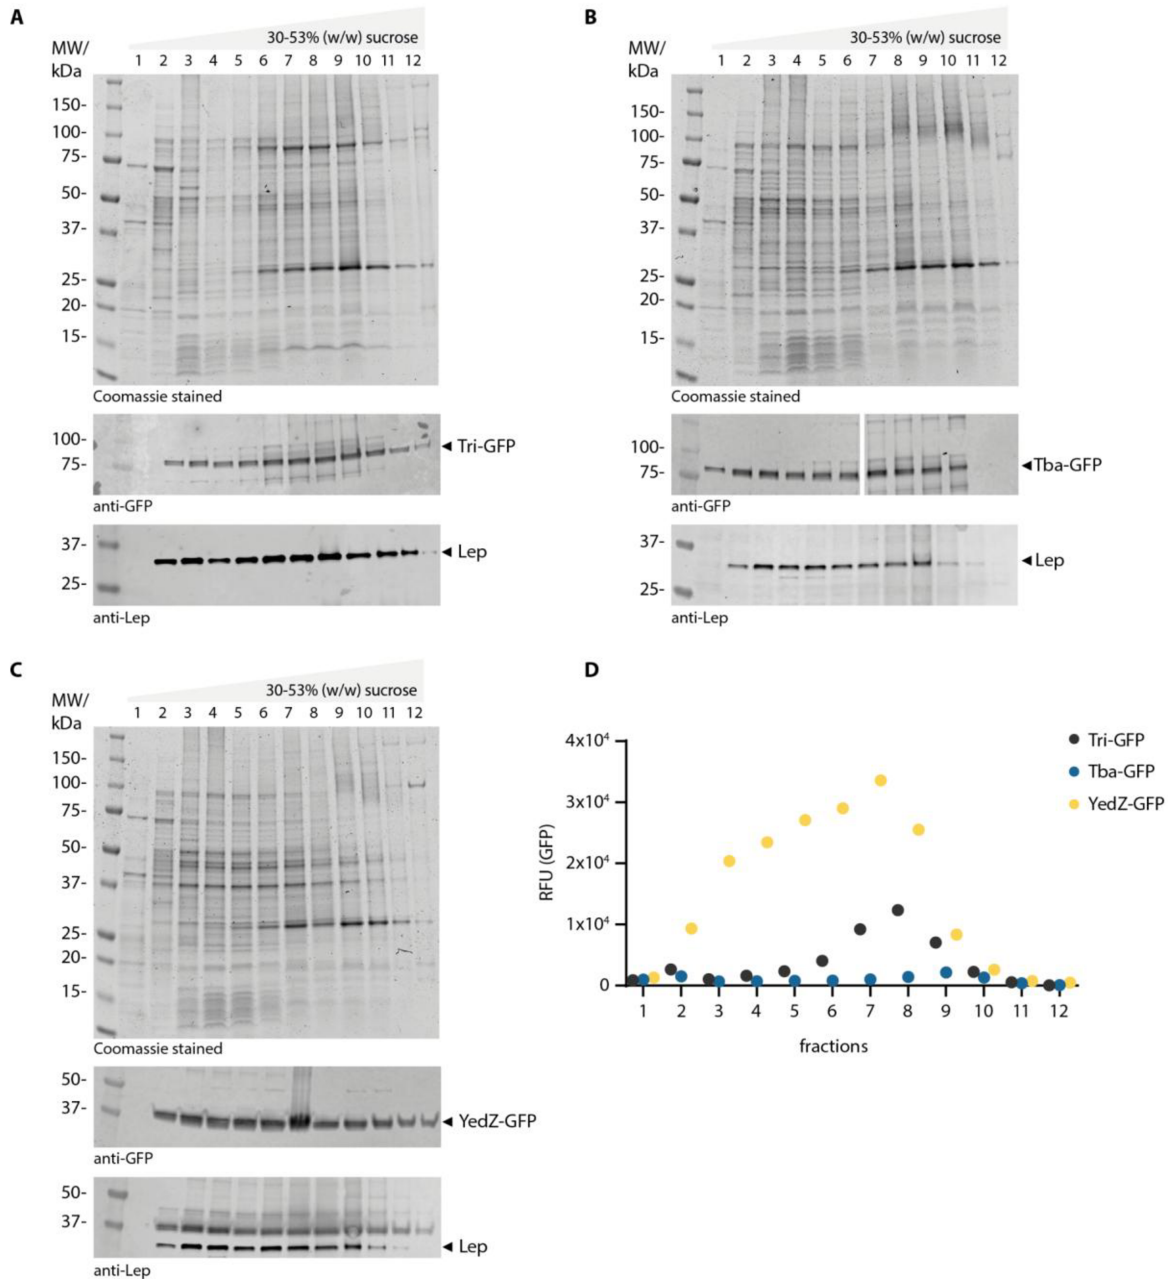 A
30-53% (w/w) sucrose
MW/
kDa
1 2 3 4 5 6 7 8 9 10 11 12
150-
100-
75-
50-
37-
25-
20-
15-
Coomassie stained
100-
75-
Tri-GFP
anti-GFP
37-
Lep
25-
anti-Lep
B
30-53% (w/w) sucrose
MW/
kDa
1 2 3 4 5 6 7 8 9 10 11 12
150-
100-
75-
50-
37-
25-
20-
15-
Coomassie stained
100-
75-
Tba-GFP
anti-GFP
37-
Lep
25-
anti-Lep
C
30-53% (w/w) sucrose
MW/
kDa
1 2 3 4 5 6 7 8 9 10 11 12
150-
100-
75-
50-
37-
25-
20-
15-
Coomassie stained
50-
37-
YedZ-GFP
anti-GFP
50-
37-
Lep
anti-Lep
D
Tri-GFP
Tba-GFP
YedZ-GFP
4x10⁴
3x10⁴
2x10⁴
1x10⁴
0
RFU (GFP)
1 2 3 4 5 6 7 8 9 10 11 12
fractions